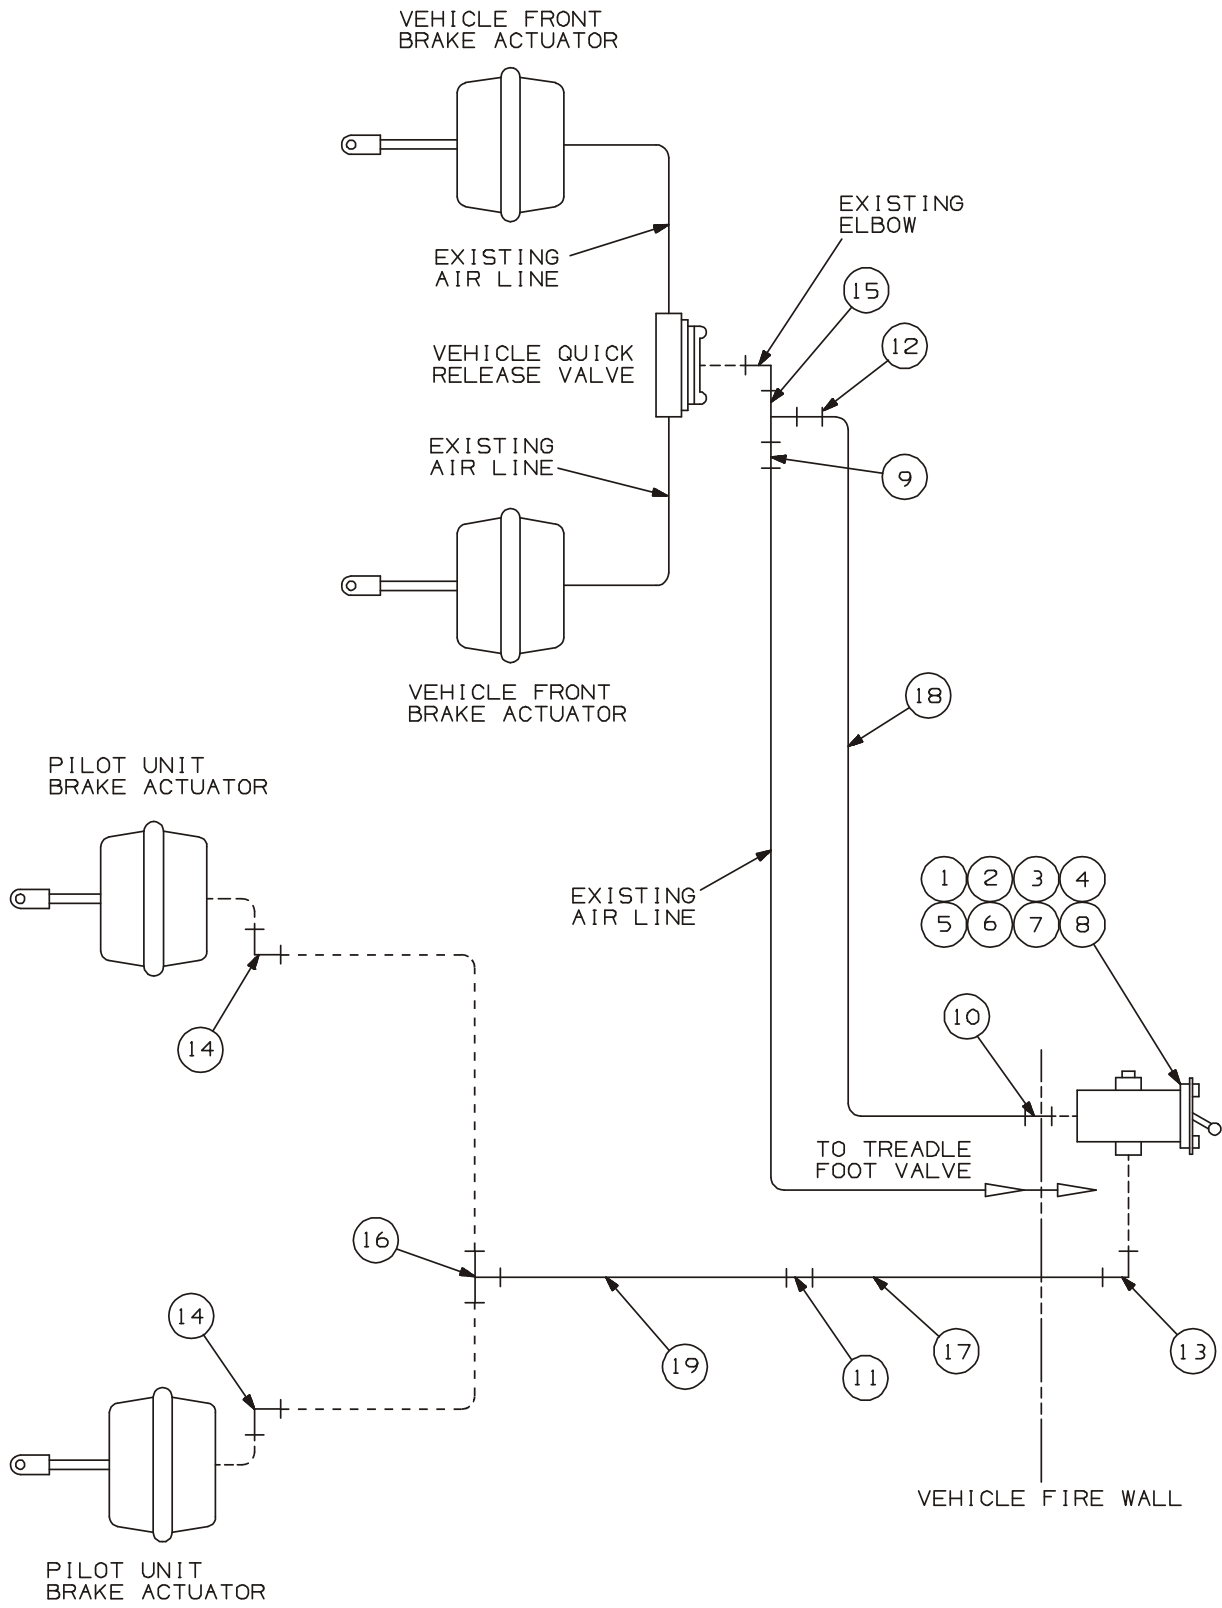 VEHICLE FRONT
BRAKE ACTUATOR
EXISTING
ELBOW
EXISTING
AIR LINE
15
12
VEHICLE QUICK
RELEASE VALVE
EXISTING
AIR LINE
9
VEHICLE FRONT
BRAKE ACTUATOR
18
PILOT UNIT
BRAKE ACTUATOR
1 2 3 4
5 6 7 8
EXISTING
AIR LINE
10
14
TO TREADLE
FOOT VALVE
16
14
19
11
17
13
VEHICLE FIRE WALL
PILOT UNIT
BRAKE ACTUATOR